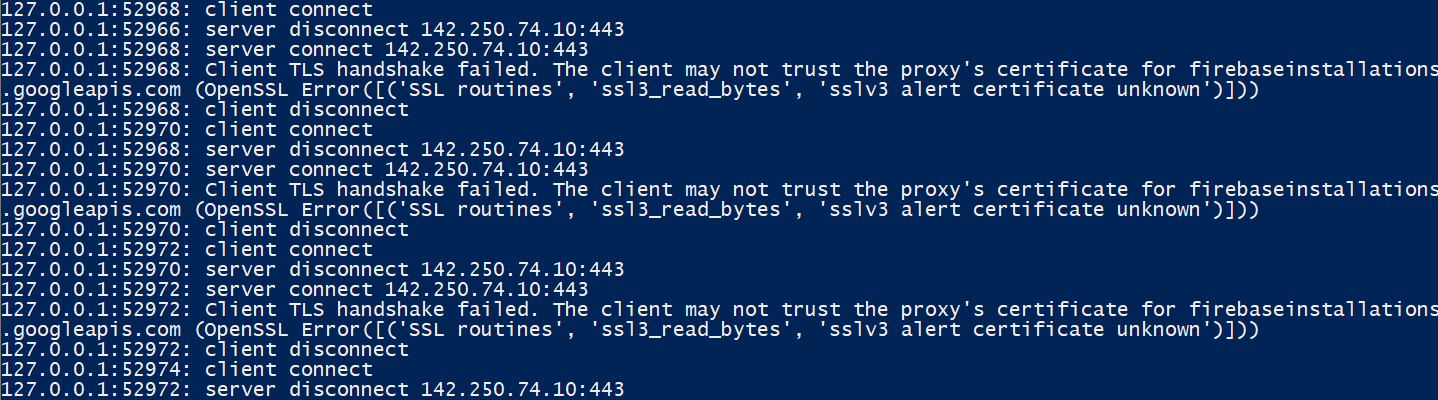 127.0.0.1:52968: client connect
127.0.0.1:52966: server disconnect 142.250.74.10:443
127.0.0.1:52968: server connect 142.250.74.10:443
127.0.0.1:52968: Client TLS handshake failed. The client may not trust the proxy's certificate for firebaseinstallations
.googleapis.com (OpenSSL Error([('SSL routines', 'ssl3_read_bytes', 'sslv3 alert certificate unknown')]))
127.0.0.1:52968: client disconnect
127.0.0.1:52970: client connect
127.0.0.1:52968: server disconnect 142.250.74.10:443
127.0.0.1:52970: server connect 142.250.74.10:443
127.0.0.1:52970: Client TLS handshake failed. The client may not trust the proxy's certificate for firebaseinstallations
.googleapis.com (OpenSSL Error([('SSL routines', 'ssl3_read_bytes', 'sslv3 alert certificate unknown')]))
127.0.0.1:52970: client disconnect
127.0.0.1:52972: client connect
127.0.0.1:52970: server disconnect 142.250.74.10:443
127.0.0.1:52972: server connect 142.250.74.10:443
127.0.0.1:52972: Client TLS handshake failed. The client may not trust the proxy's certificate for firebaseinstallations
.googleapis.com (OpenSSL Error([('SSL routines', 'ssl3_read_bytes', 'sslv3 alert certificate unknown')]))
127.0.0.1:52972: client disconnect
127.0.0.1:52974: client connect
127.0.0.1:52972: server disconnect 142.250.74.10:443